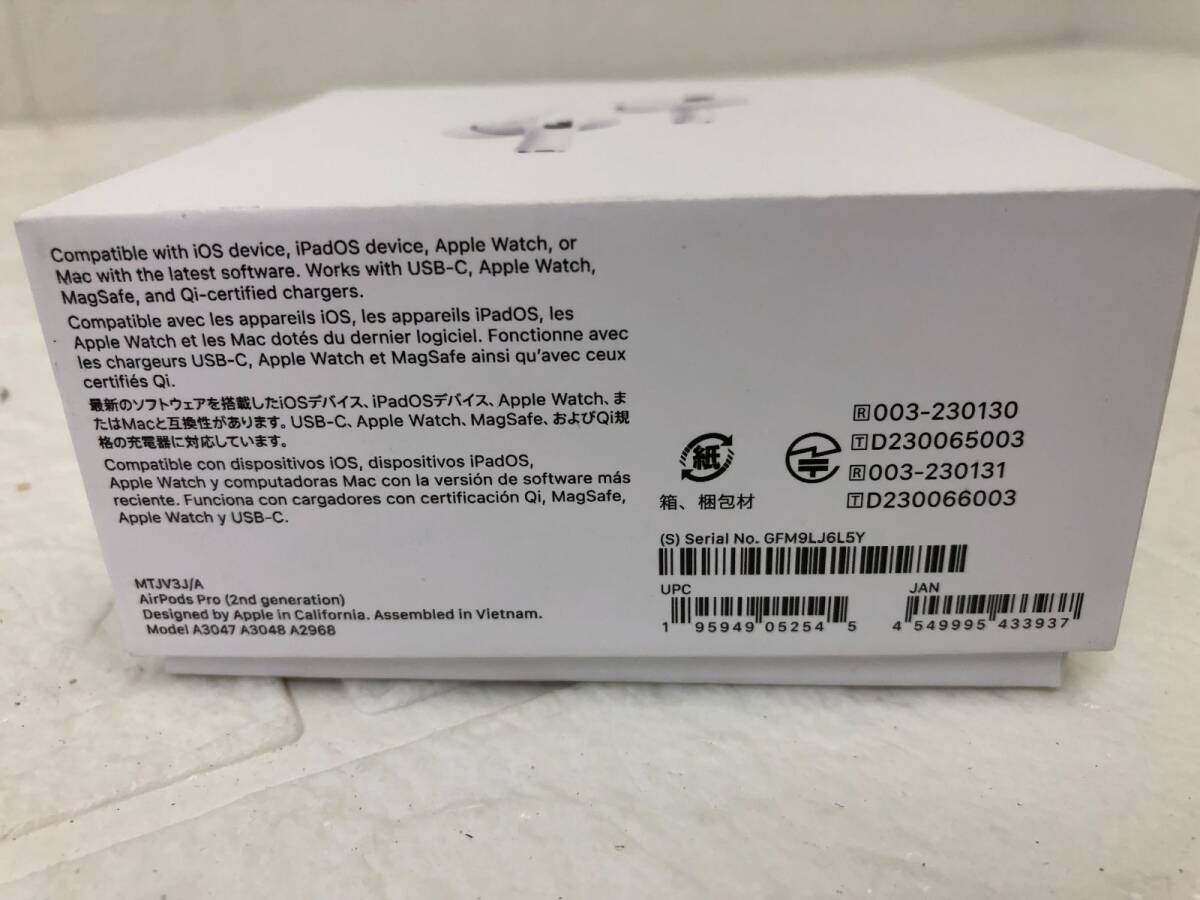 Compatible with iOS device, iPadOS device, Apple Watch, or
Mac with the latest software. Works with USB-C, Apple Watch,
MagSafe, and Qi-certified chargers.
Compatible avec les appareils iOS, les appareils iPadOS, les
Apple Watch et les Mac dotés du dernier logiciel. Fonctionne avec
les chargeurs USB-C, Apple Watch et MagSafe ainsi qu'avec ceux
certifiés Qi.
最新のソフトウェアを搭載したiOSデバイス、iPadOSデバイス、Apple Watch、ま
たはMacと互換性があります。USB-C、Apple Watch、MagSafe、およびQi規
格の充電器に対応しています。
Compatible con dispositivos iOS, dispositivos iPadOS,
Apple Watch y computadoras Mac con la versión de software más
reciente. Funciona con cargadores con certificación Qi, MagSafe,
Apple Watch y USB-C.
MTJV3J/A
AirPods Pro (2nd generation)
Designed by Apple in California. Assembled in Vietnam.
Model A3047 A3048 A2968
紙
箱、梱包材
R 003-230130
T D230065003
R 003-230131
T D230066003
(S) Serial No. GFM9LJ6L5Y
UPC
1 95949 05254 5
JAN
4 549995 433937